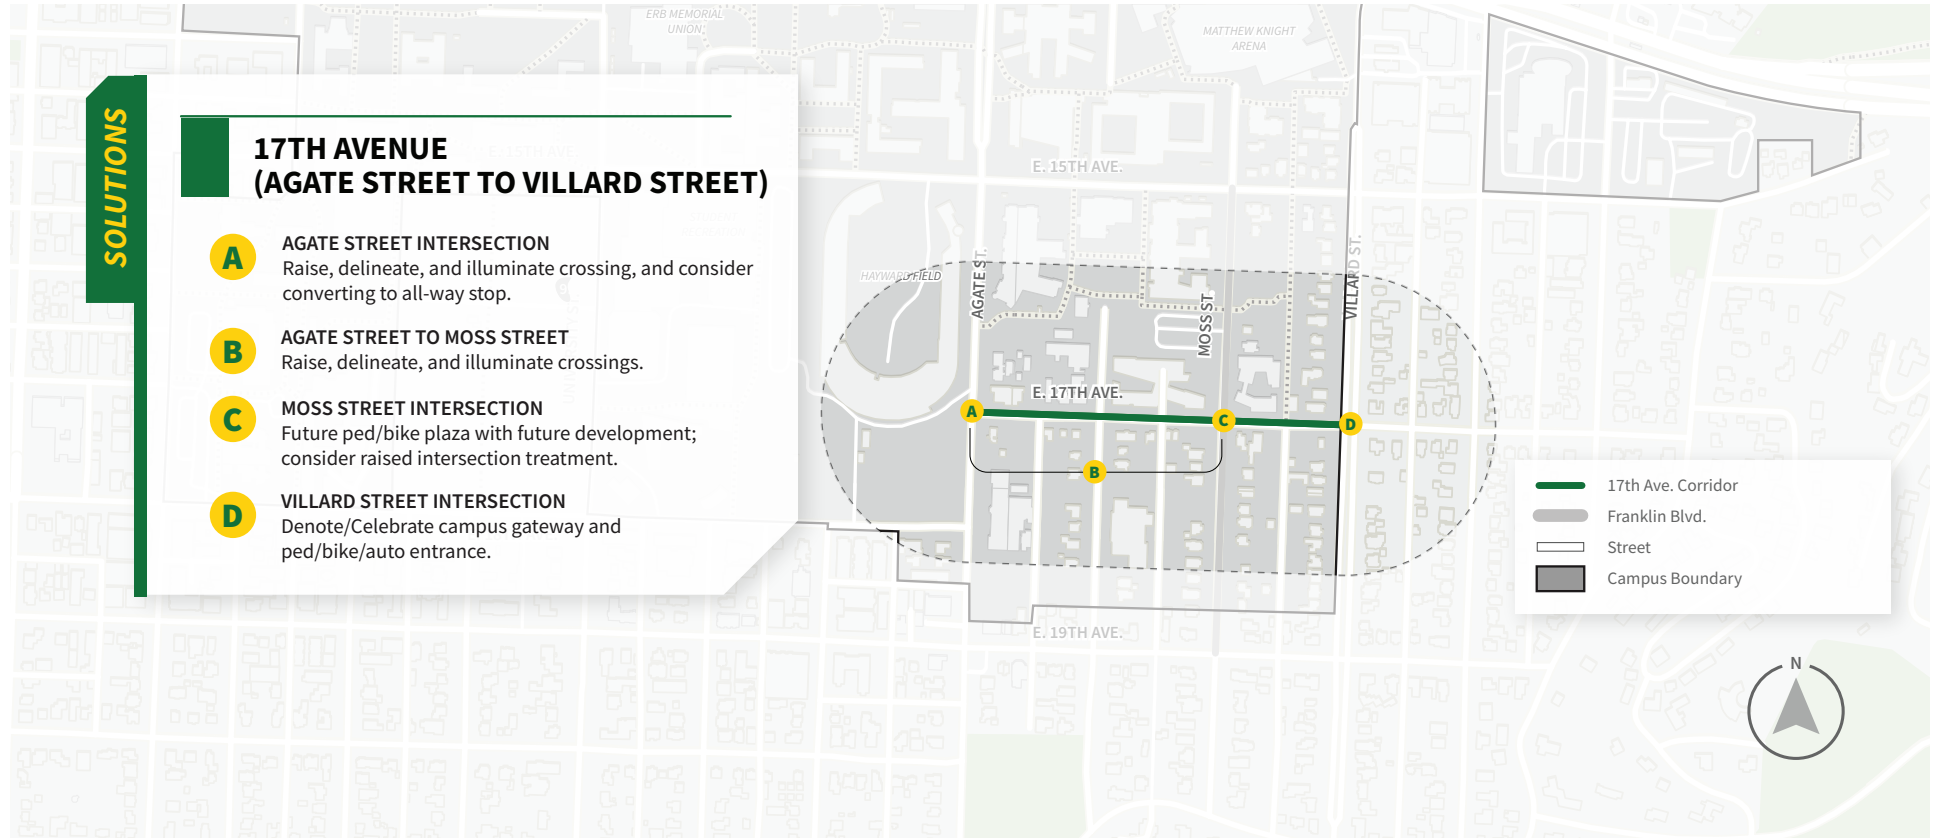 ERB MEMORIAL
UNION
MATTHEW KNIGHT
ARENA
SOLUTIONS
17TH AVENUE
(AGATE STREET TO VILLARD STREET)
A
AGATE STREET INTERSECTION
Raise, delineate, and illuminate crossing, and consider
converting to all-way stop.
B
AGATE STREET TO MOSS STREET
Raise, delineate, and illuminate crossings.
C
MOSS STREET INTERSECTION
Future ped/bike plaza with future development;
consider raised intersection treatment.
D
VILLARD STREET INTERSECTION
Denote/Celebrate campus gateway and
ped/bike/auto entrance.
E. 15TH AVE.
E. 15TH AVE.
HAYWARD FIELD
AGATE ST.
MOSS ST
VILLARD ST.
E. 17TH AVE.
A
C
D
B
E. 19TH AVE.
17th Ave. Corridor
Franklin Blvd.
Street
Campus Boundary
N